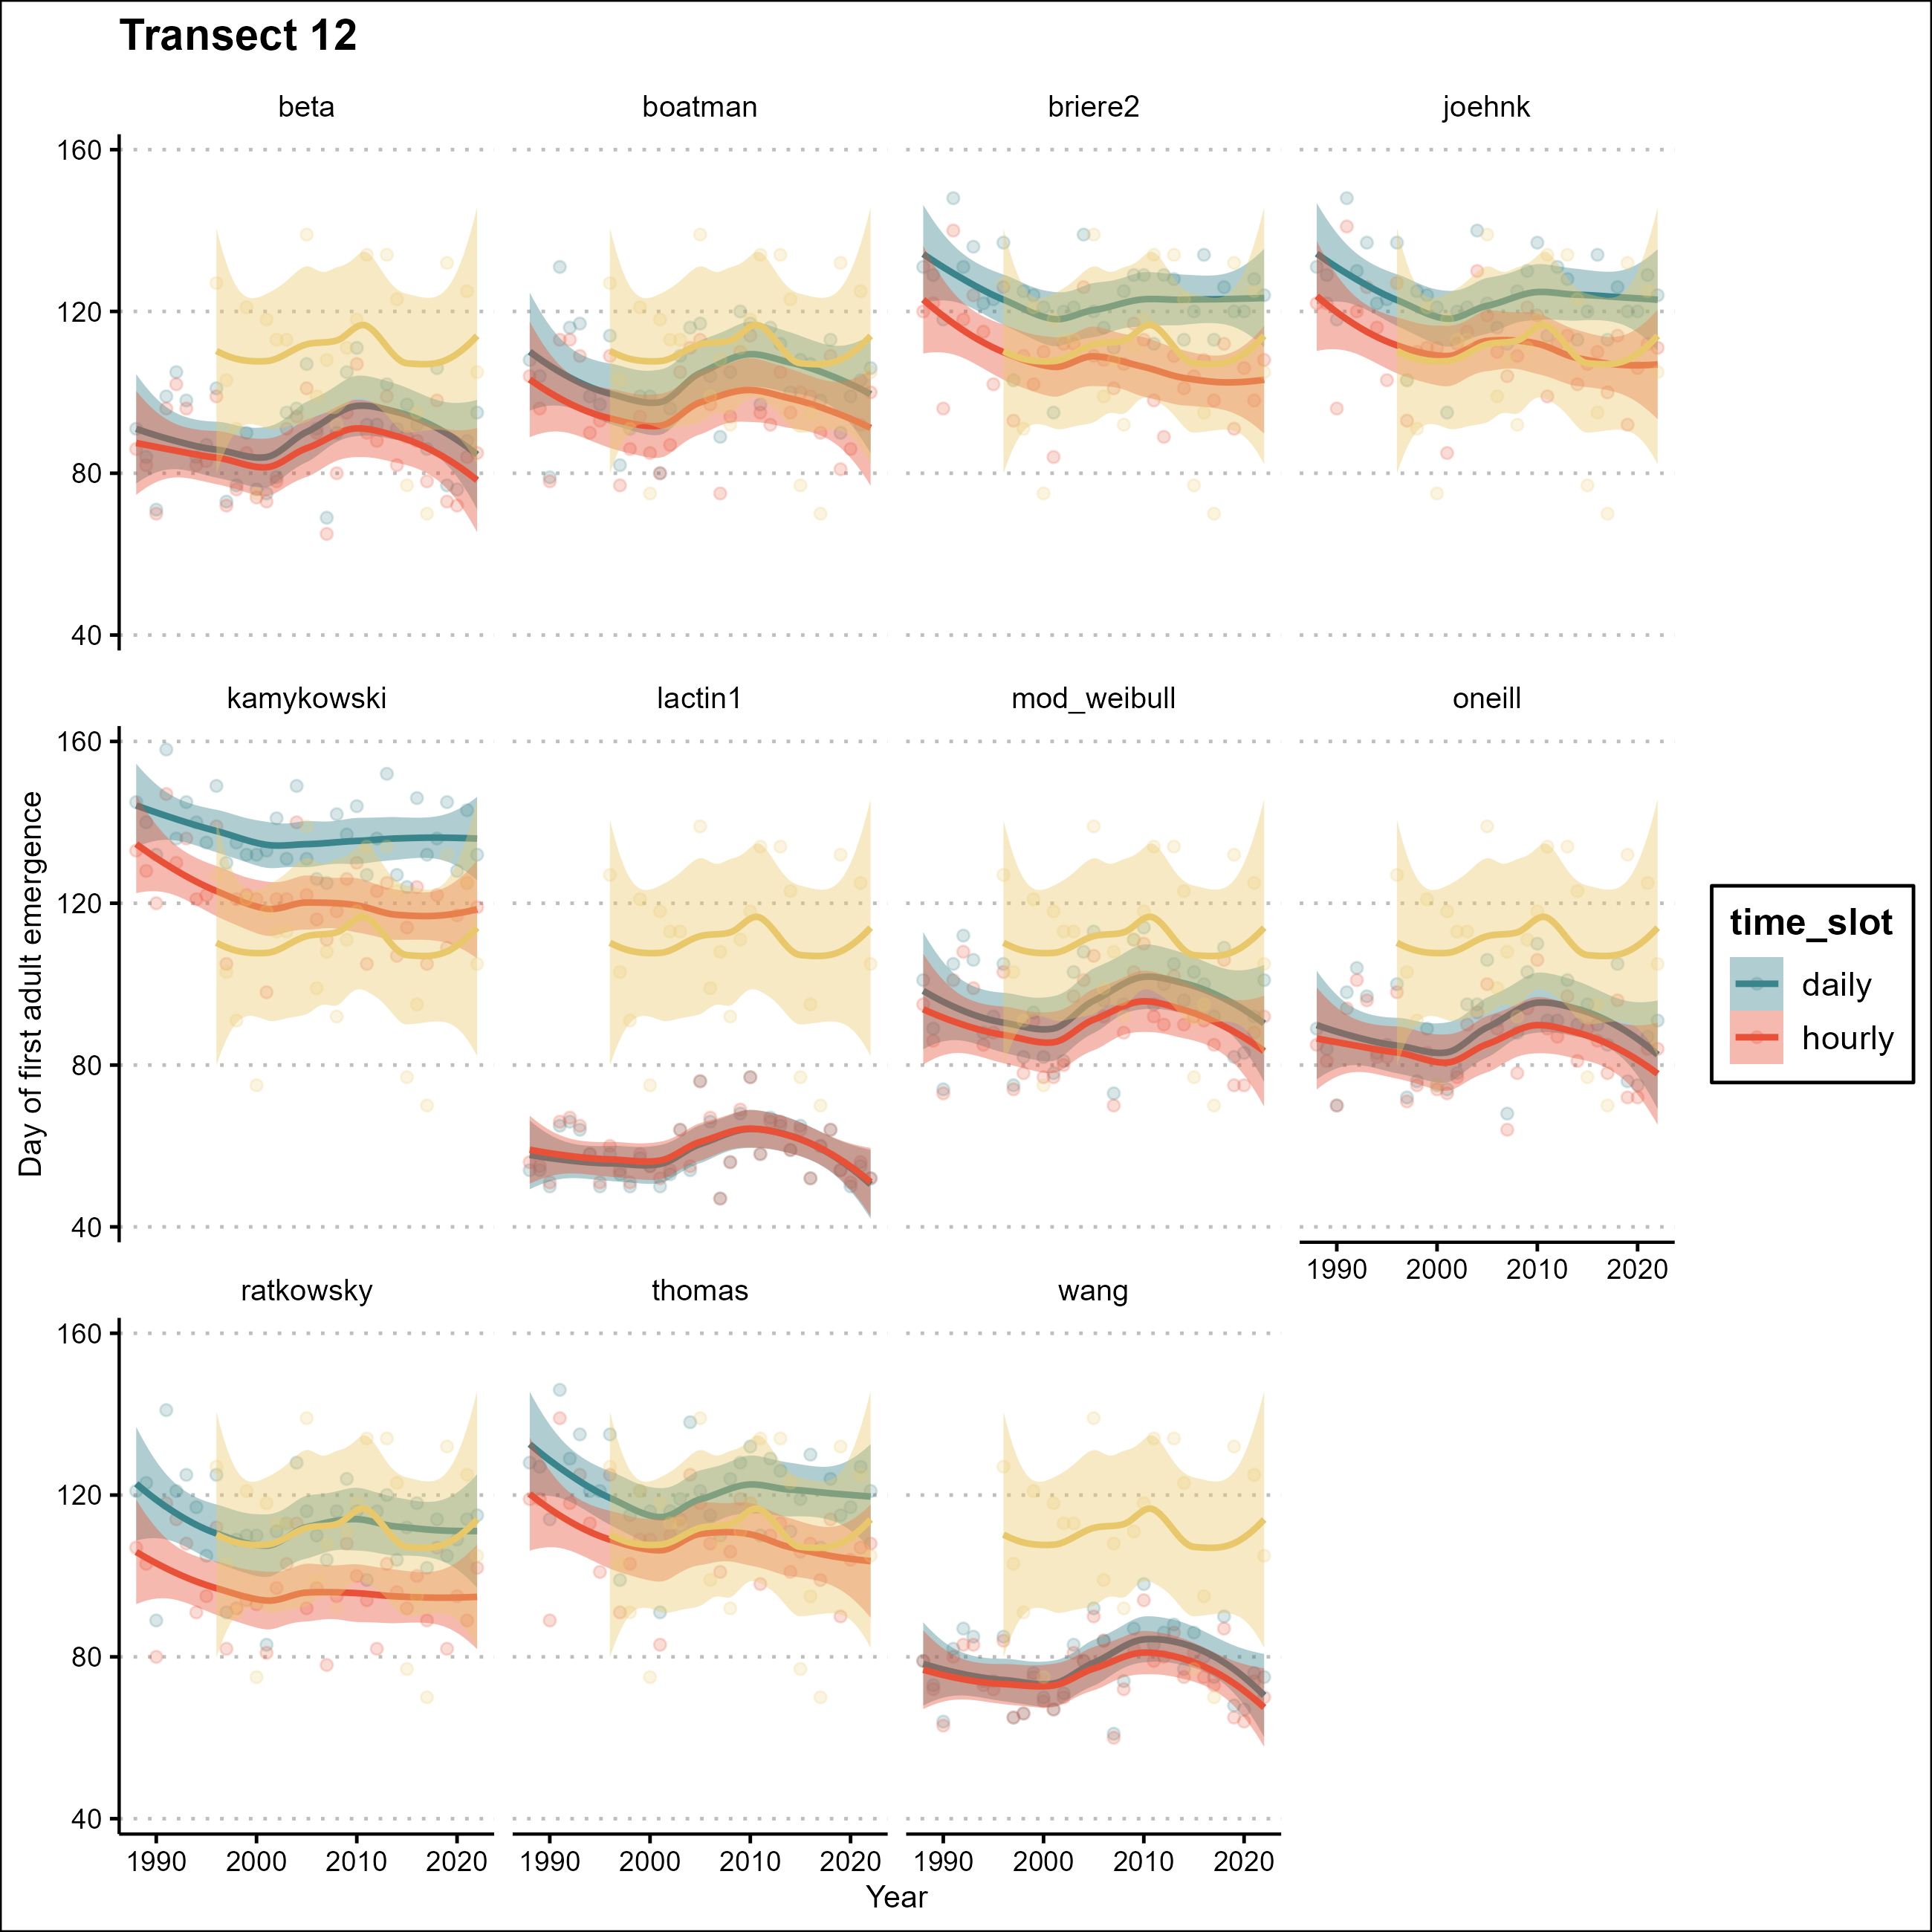 Transect 12
beta
boatman
briere2
joehnk
160
120
80
40
kamykowski
lactin1
mod_weibull
oneill
160
120
80
40
1990 2000 2010 2020
ratkowsky
thomas
wang
160
120
80
40
1990 2000 2010 2020
1990 2000 2010 2020
1990 2000 2010 2020
Year
Day of first adult emergence
time_slot
daily
hourly